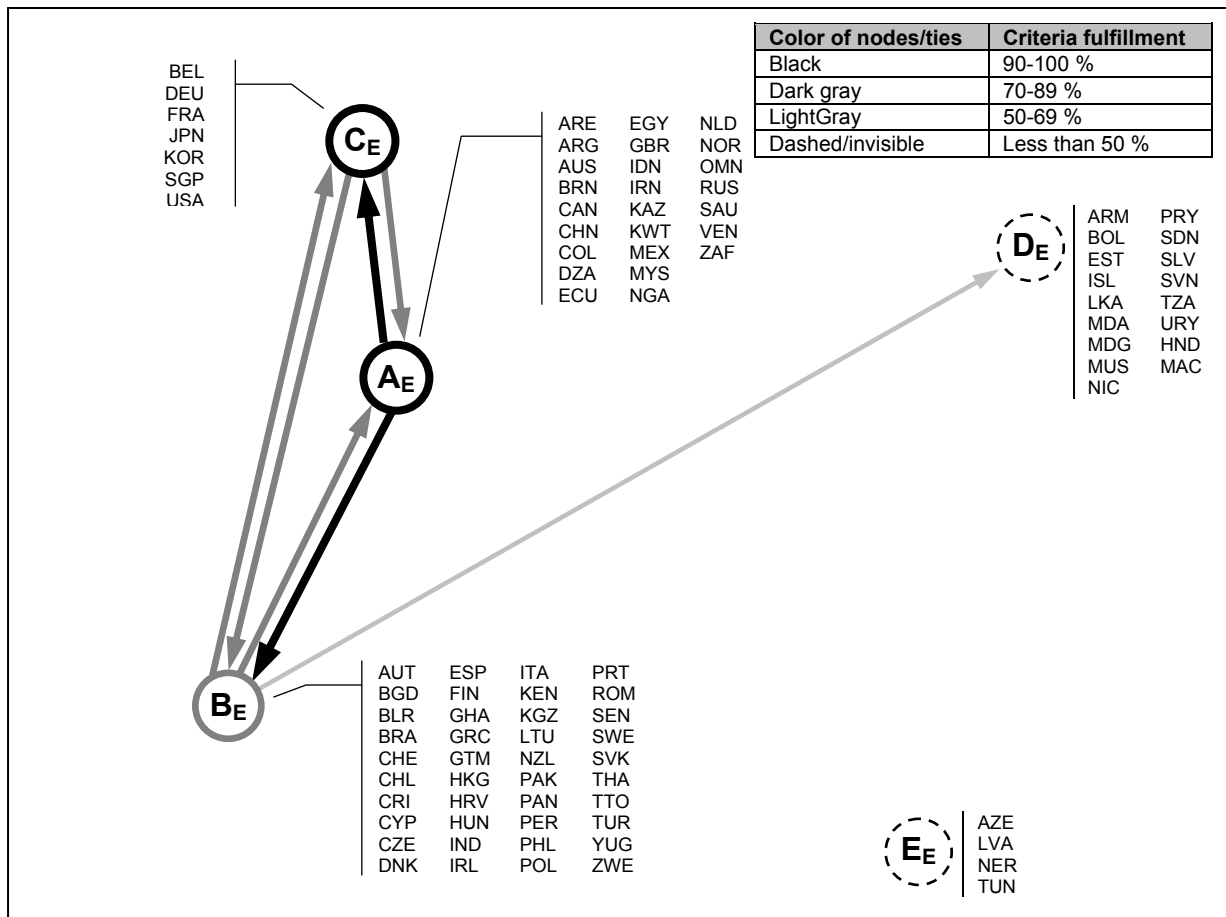 Color of nodes/ties Criteria fulfillment
Black 90-100 %
Dark gray 70-89 %
LightGray 50-69 %
Dashed/invisible Less than 50 %
BEL
DEU
FRA
JPN
KOR
SGP
USA
CE
ARE EGY NLD
ARG GBR NOR
AUS IDN OMN
BRN IRN RUS
CAN KAZ SAU
CHN KWT VEN
COL MEX ZAF
DZA MYS
ECU NGA
DE
ARM PRY
BOL SDN
EST SLV
ISL SVN
LKA TZA
MDA URY
MDG HND
MUS MAC
NIC
AE
BE
AUT ESP ITA PRT
BGD FIN KEN ROM
BLR GHA KGZ SEN
BRA GRC LTU SWE
CHE GTM NZL SVK
CHL HKG PAK THA
CRI HRV PAN TTO
CYP HUN PER TUR
CZE IND PHL YUG
DNK IRL POL ZWE
EE
AZE
LVA
NER
TUN